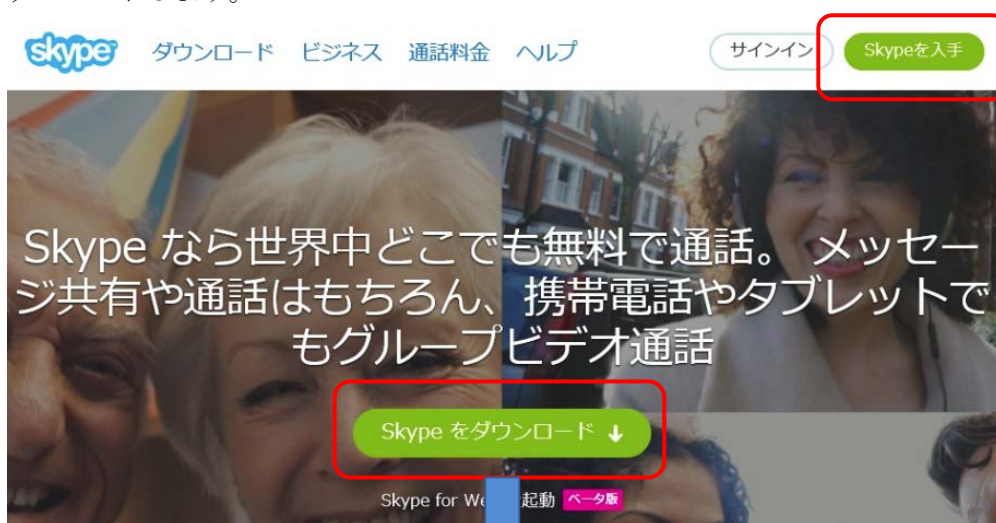 skype ダウンロード ビジネス 通話料金 ヘルプ サインイン Skypeを入手
Skype なら世界中どこでも無料で通話。 メッセー
ジ共有や通話はもちろん、携帯電話やタブレットで
もグループビデオ通話
Skype をダウンロード
Skype for 起動 ベータ版